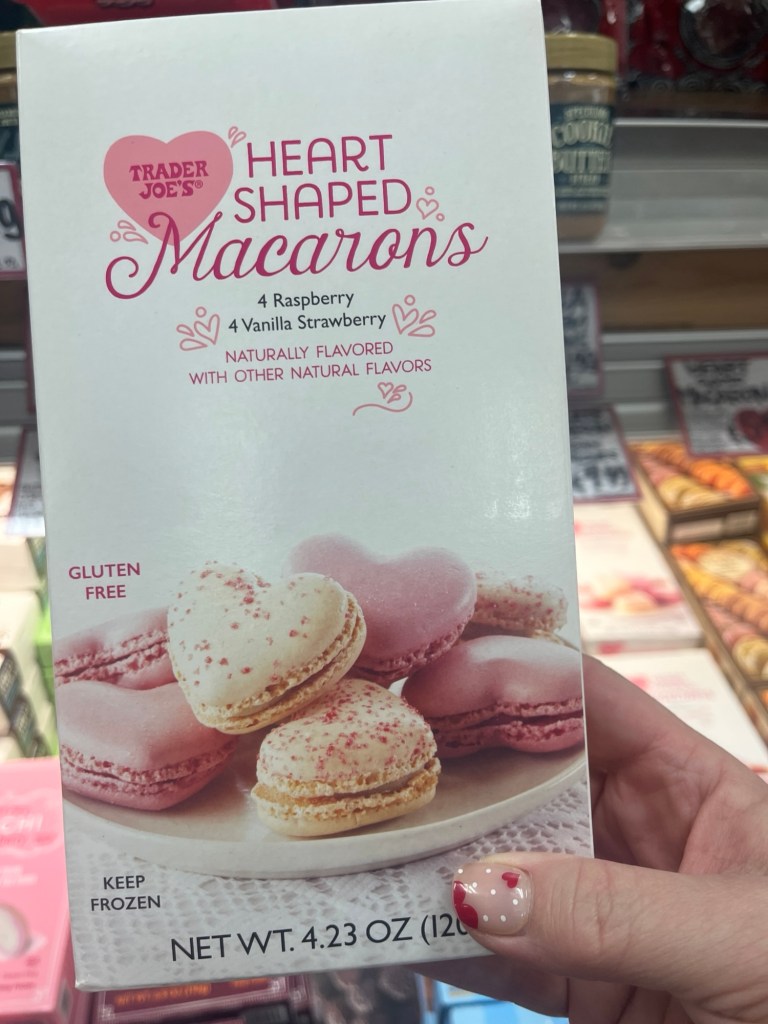 TRADER
JOE'S®
HEART
SHAPED
Macarons
4 Raspberry
4 Vanilla Strawberry
NATURALLY FLAVORED
WITH OTHER NATURAL FLAVORS
GLUTEN
FREE
KEEP
FROZEN
NET WT. 4.23 OZ (120